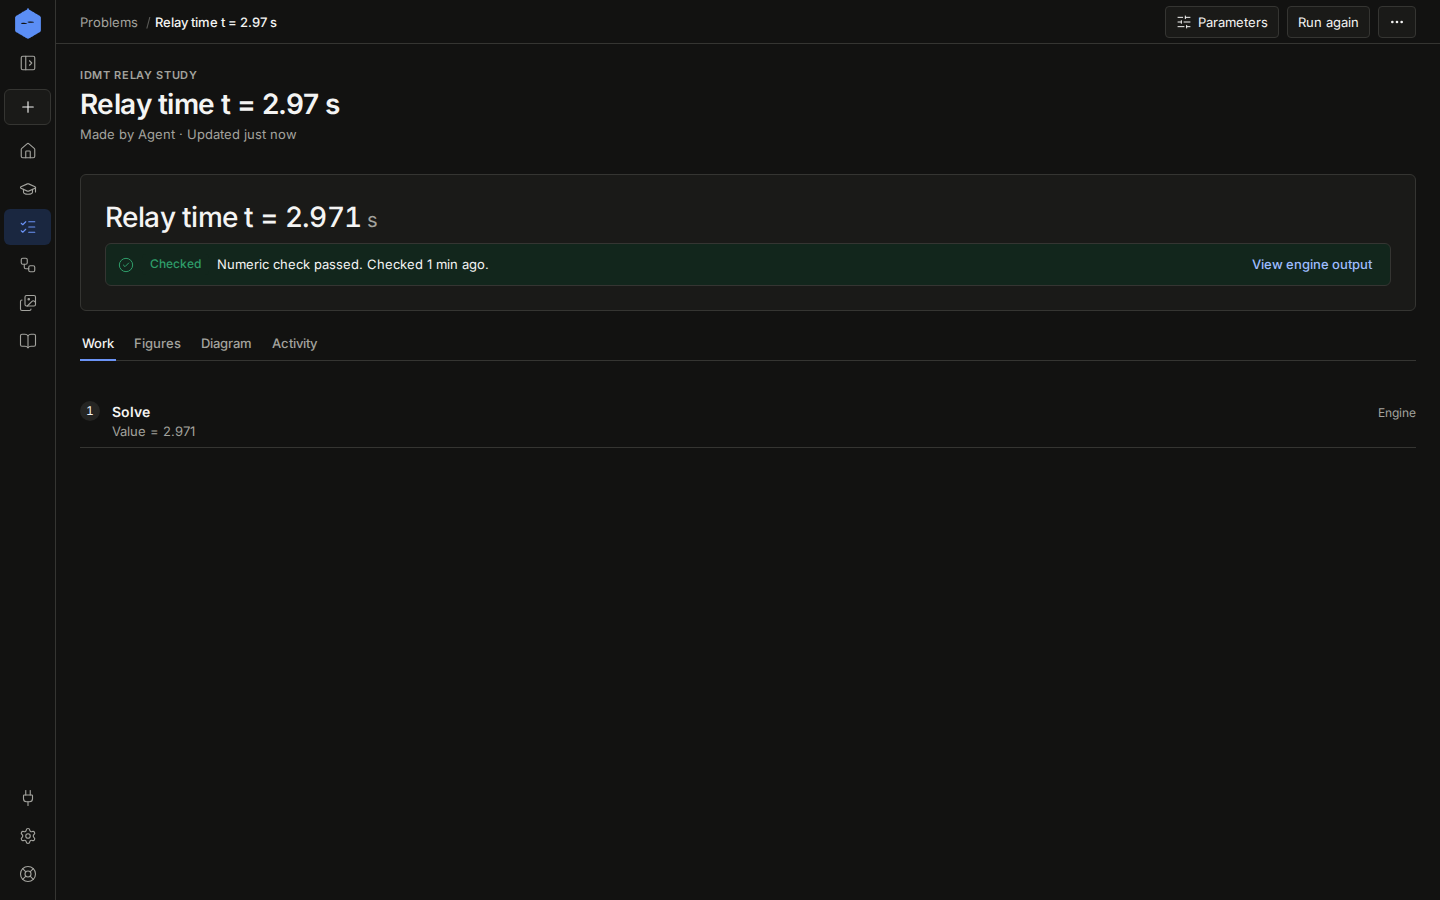 Problems / Relay time t = 2.97 s
Parameters
Run again
IDMT RELAY STUDY
Relay time t = 2.97 s
Made by Agent · Updated just now
Relay time t = 2.971 s
Checked Numeric check passed. Checked 1 min ago. View engine output
Work Figures Diagram Activity
1 Solve Engine
Value = 2.971